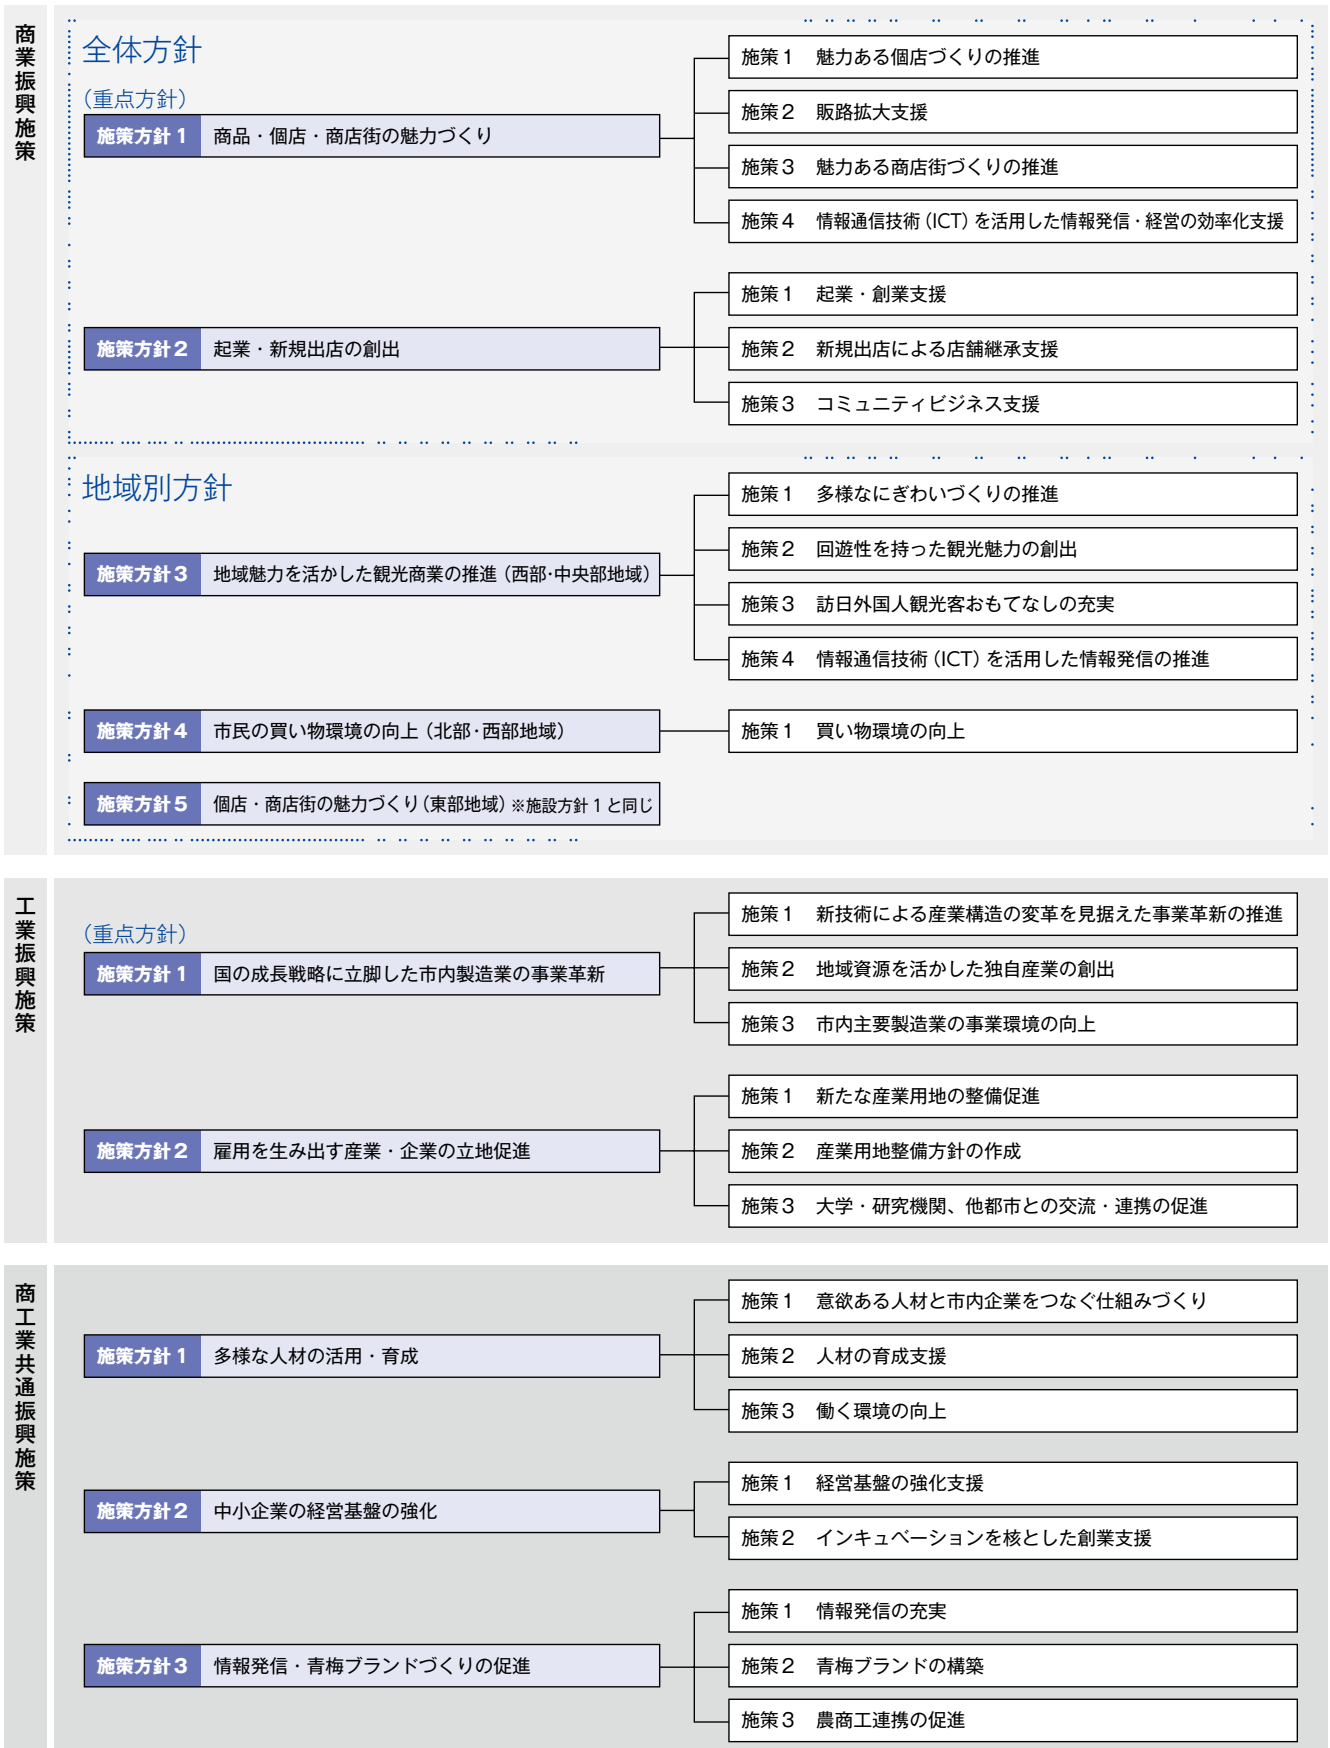 商業振興施策
全体方針
（重点方針）
施策方針1 商品・個店・商店街の魅力づくり
施策1 魅力ある個店づくりの推進
施策2 販路拡大支援
施策3 魅力ある商店街づくりの推進
施策4 情報通信技術（ICT）を活用した情報発信・経営の効率化支援
施策方針2 起業・新規出店の創出
施策1 起業・創業支援
施策2 新規出店による店舗継承支援
施策3 コミュニティビジネス支援
地域別方針
施策方針3 地域魅力を活かした観光商業の推進（西部・中央部地域）
施策1 多様なにぎわいづくりの推進
施策2 回遊性を持った観光魅力の創出
施策3 訪日外国人観光客おもてなしの充実
施策4 情報通信技術（ICT）を活用した情報発信の推進
施策方針4 市民の買い物環境の向上（北部・西部地域）
施策1 買い物環境の向上
施策方針5 個店・商店街の魅力づくり（東部地域）※施設方針1と同じ
工業振興施策
（重点方針）
施策方針1 国の成長戦略に立脚した市内製造業の事業革新
施策1 新技術による産業構造の変革を見据えた事業革新の推進
施策2 地域資源を活かした独自産業の創出
施策3 市内主要製造業の事業環境の向上
施策方針2 雇用を生み出す産業・企業の立地促進
施策1 新たな産業用地の整備促進
施策2 産業用地整備方針の作成
施策3 大学・研究機関、他都市との交流・連携の促進
商工業共通振興施策
施策方針1 多様な人材の活用・育成
施策1 意欲ある人材と市内企業をつなぐ仕組みづくり
施策2 人材の育成支援
施策3 働く環境の向上
施策方針2 中小企業の経営基盤の強化
施策1 経営基盤の強化支援
施策2 インキュベーションを核とした創業支援
施策方針3 情報発信・青梅ブランドづくりの促進
施策1 情報発信の充実
施策2 青梅ブランドの構築
施策3 農商工連携の促進